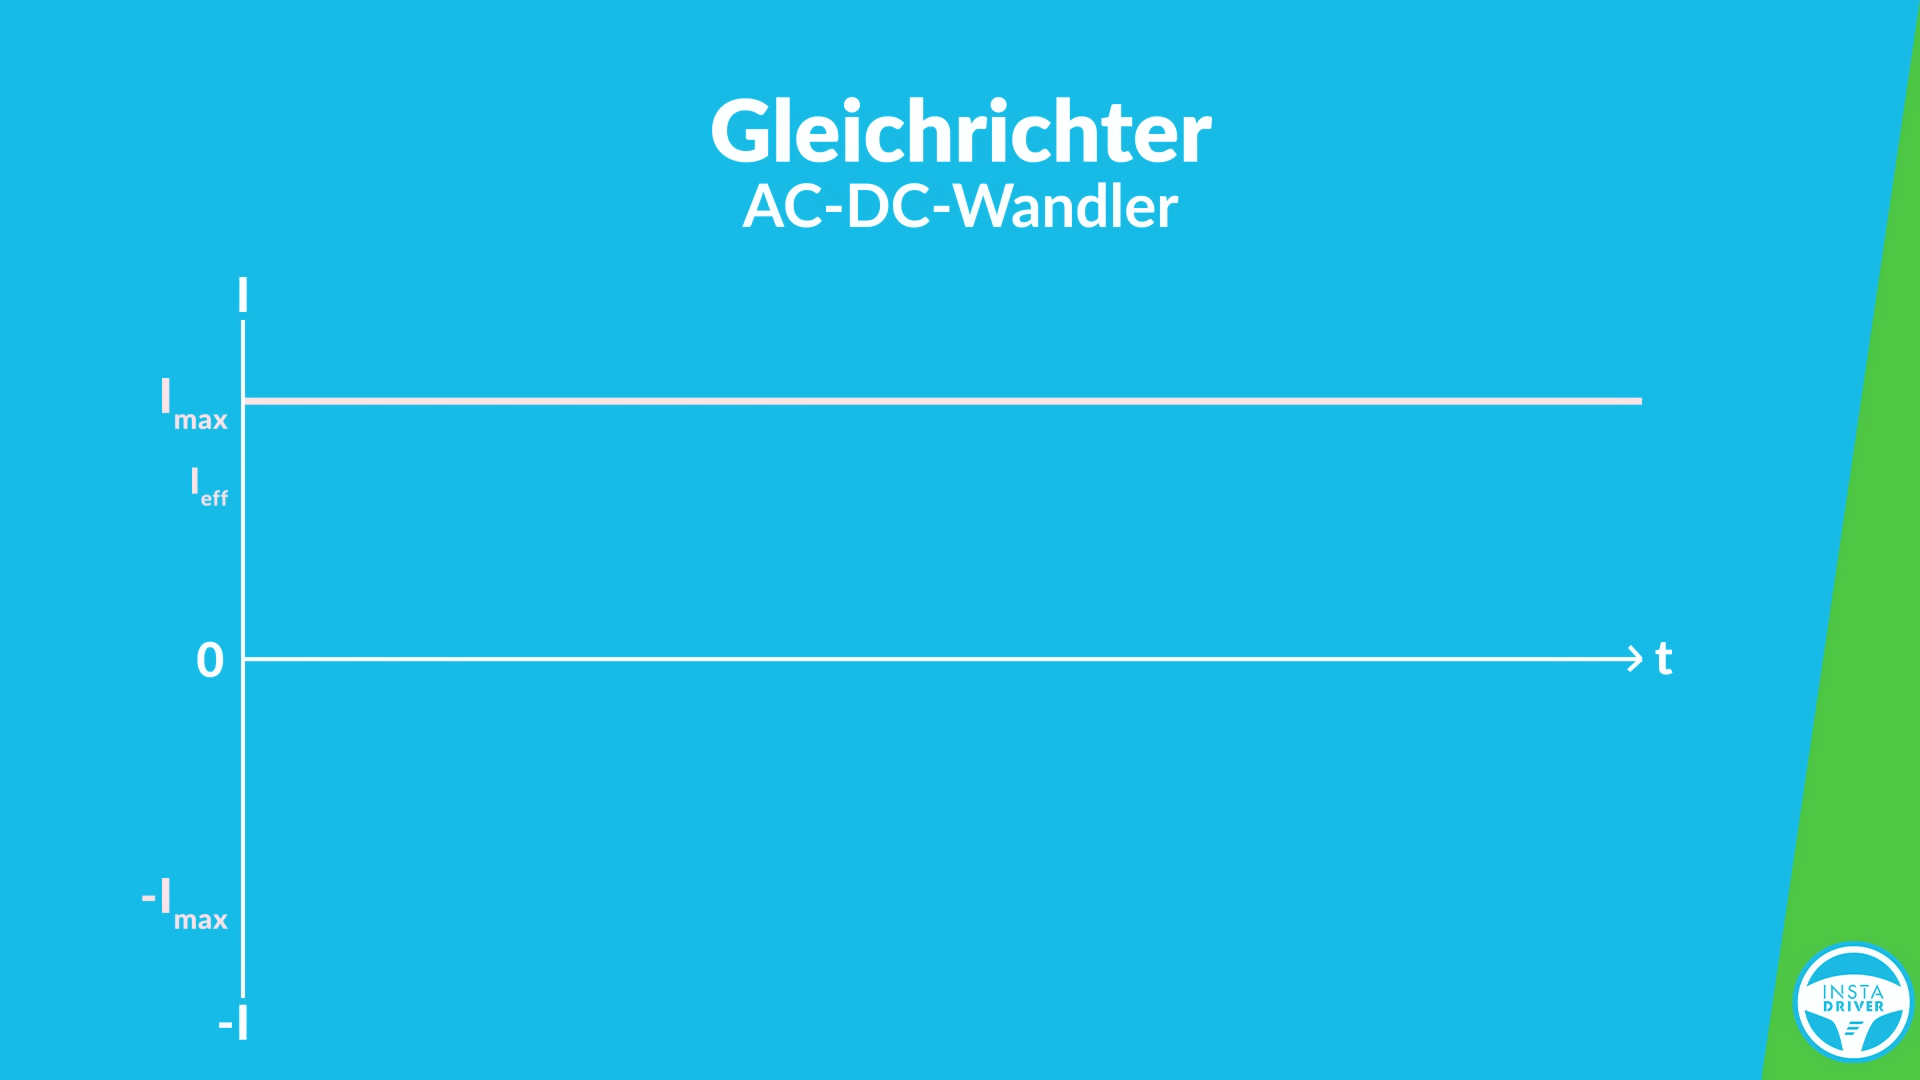 Gleichrichter
AC-DC-Wandler
I
Imax
Ieff
0
t
-Imax
-I
INSTA
DRIVER